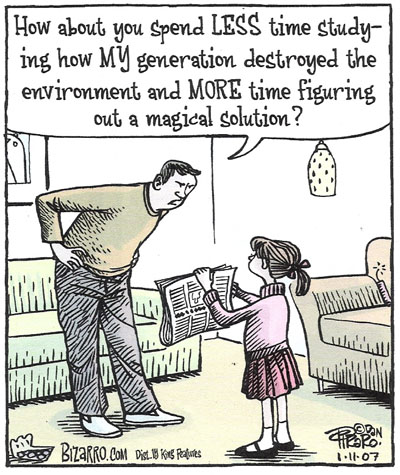 How about you spend LESS time study-
ing how MY generation destroyed the
environment and MORE time figuring
out a magical solution?
BIZARRO.COM Dist. by King Features
© DAN
PIRARO.
1-11-07